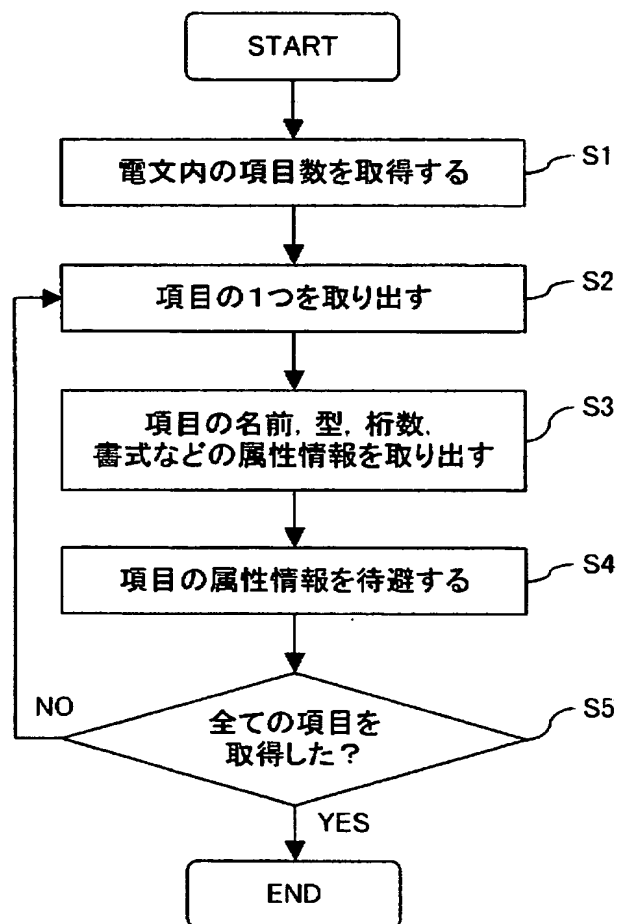 START
電文内の項目数を取得する
S1
項目の1つを取り出す
S2
項目の名前, 型, 桁数,
書式などの属性情報を取り出す
S3
項目の属性情報を待避する
S4
全ての項目を
取得した？
S5
NO
YES
END